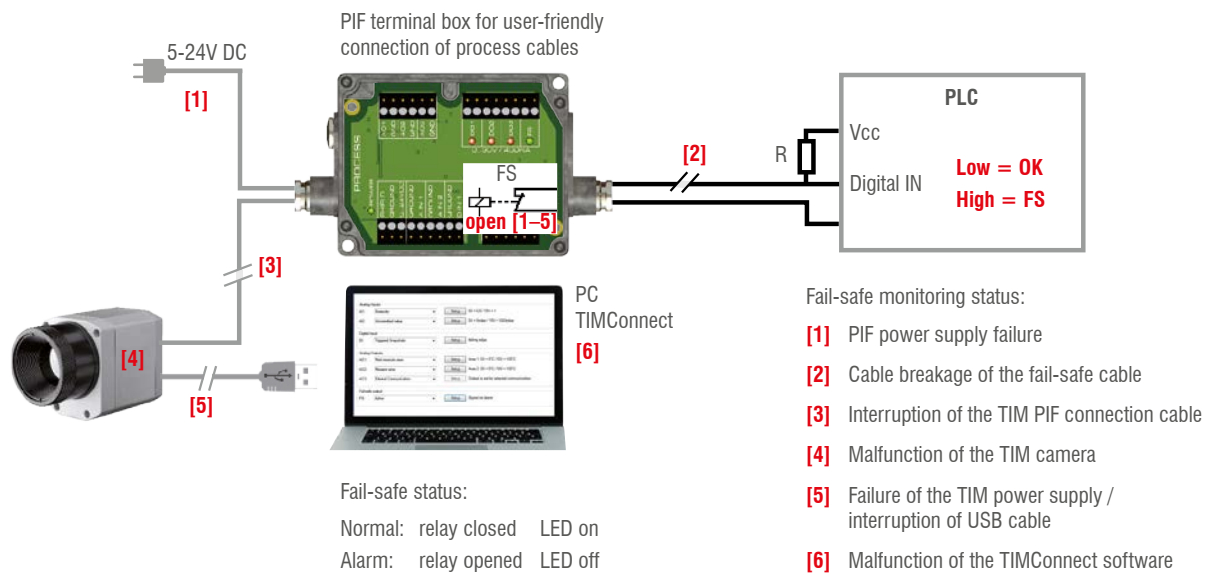 PIF terminal box for user-friendly
connection of process cables
5-24V DC
[1]
PROCESS
FS
open [1–5]
[2]
R
PLC
Vcc
Digital IN
Low = OK
High = FS
[3]
[4]
[5]
PC
TIMConnect
[6]
Fail-safe status:
Normal: relay closed LED on
Alarm: relay opened LED off
Fail-safe monitoring status:
[1] PIF power supply failure
[2] Cable breakage of the fail-safe cable
[3] Interruption of the TIM PIF connection cable
[4] Malfunction of the TIM camera
[5] Failure of the TIM power supply /
interruption of USB cable
[6] Malfunction of the TIMConnect software